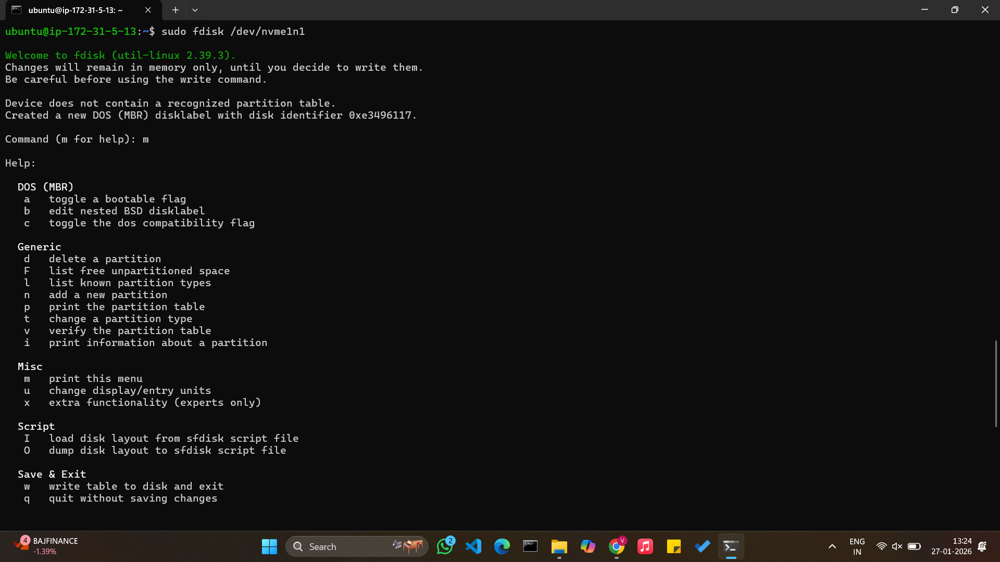 ubuntu@ip-172-31-5-13: ~
ubuntu@ip-172-31-5-13:~$ sudo fdisk /dev/nvme1n1
Welcome to fdisk (util-linux 2.39.3).
Changes will remain in memory only, until you decide to write them.
Be careful before using the write command.
Device does not contain a recognized partition table.
Created a new DOS (MBR) disklabel with disk identifier 0xe3496117.
Command (m for help): m
Help:
DOS (MBR)
a toggle a bootable flag
b edit nested BSD disklabel
c toggle the dos compatibility flag
Generic
d delete a partition
F list free unpartitioned space
l list known partition types
n add a new partition
p print the partition table
t change a partition type
v verify the partition table
i print information about a partition
Misc
m print this menu
u change display/entry units
x extra functionality (experts only)
Script
I load disk layout from sfdisk script file
O dump disk layout to sfdisk script file
Save & Exit
w write table to disk and exit
q quit without saving changes
4 BAJFINANCE
-1.39%
Search
2
V
ENG
IN
13:24
27-01-2026